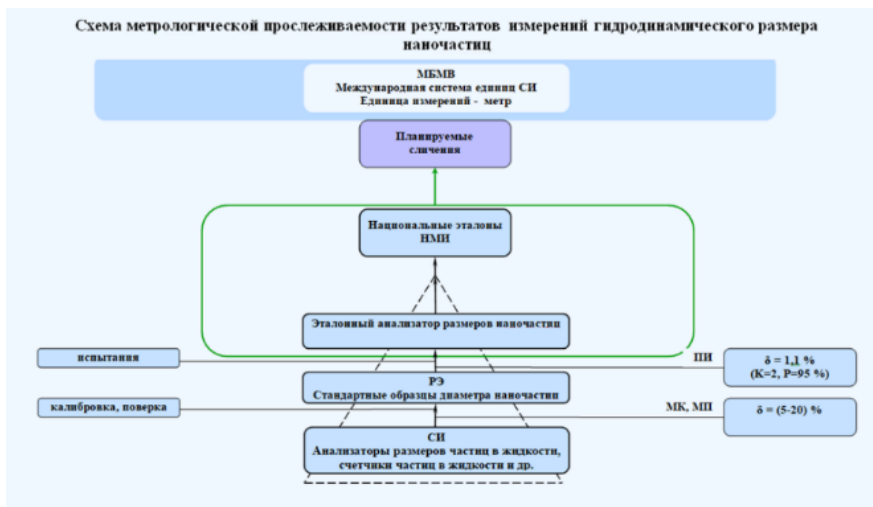 Схема метрологической прослеживаемости результатов измерений гидродинамического размера
наночастиц
МБМВ
Международная система единиц СИ
Единица измерений - метр
Планируемые
сличения
Национальные эталоны
НМИ
Эталонный анализатор размеров наночастиц
испытания
ПИ
δ = 1,1 %
(K=2, P=95 %)
РЭ
Стандартные образцы диаметра наночастиц
калибровка, поверка
МК, МП
δ = (5-20) %
СИ
Анализаторы размеров частиц в жидкости,
счетчики частиц в жидкости и др.